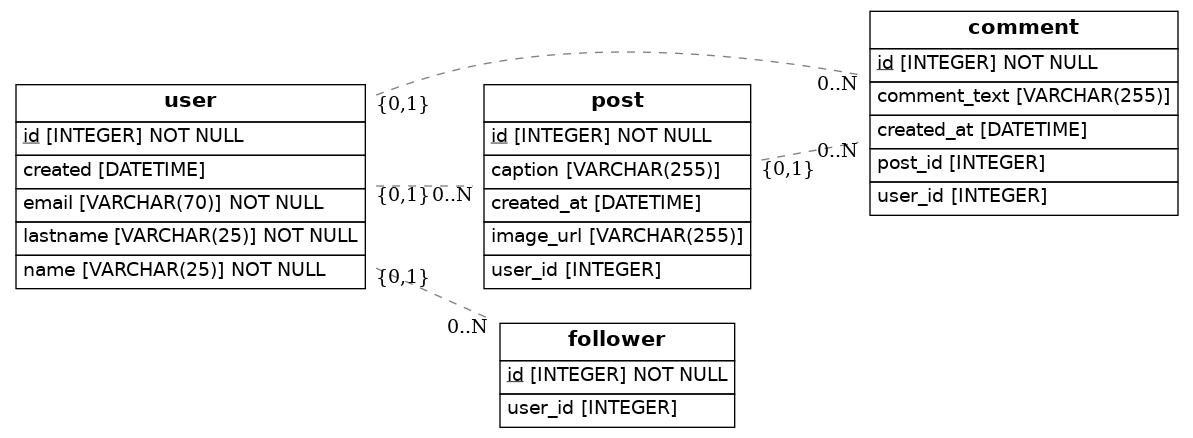 user
id [INTEGER] NOT NULL
created [DATETIME]
email [VARCHAR(70)] NOT NULL
lastname [VARCHAR(25)] NOT NULL
name [VARCHAR(25)] NOT NULL
{0,1}
{0,1}
0..N
{0,1}
0..N
post
id [INTEGER] NOT NULL
caption [VARCHAR(255)]
created_at [DATETIME]
image_url [VARCHAR(255)]
user_id [INTEGER]
{0,1}
0..N
0..N
comment
id [INTEGER] NOT NULL
comment_text [VARCHAR(255)]
created_at [DATETIME]
post_id [INTEGER]
user_id [INTEGER]
follower
id [INTEGER] NOT NULL
user_id [INTEGER]